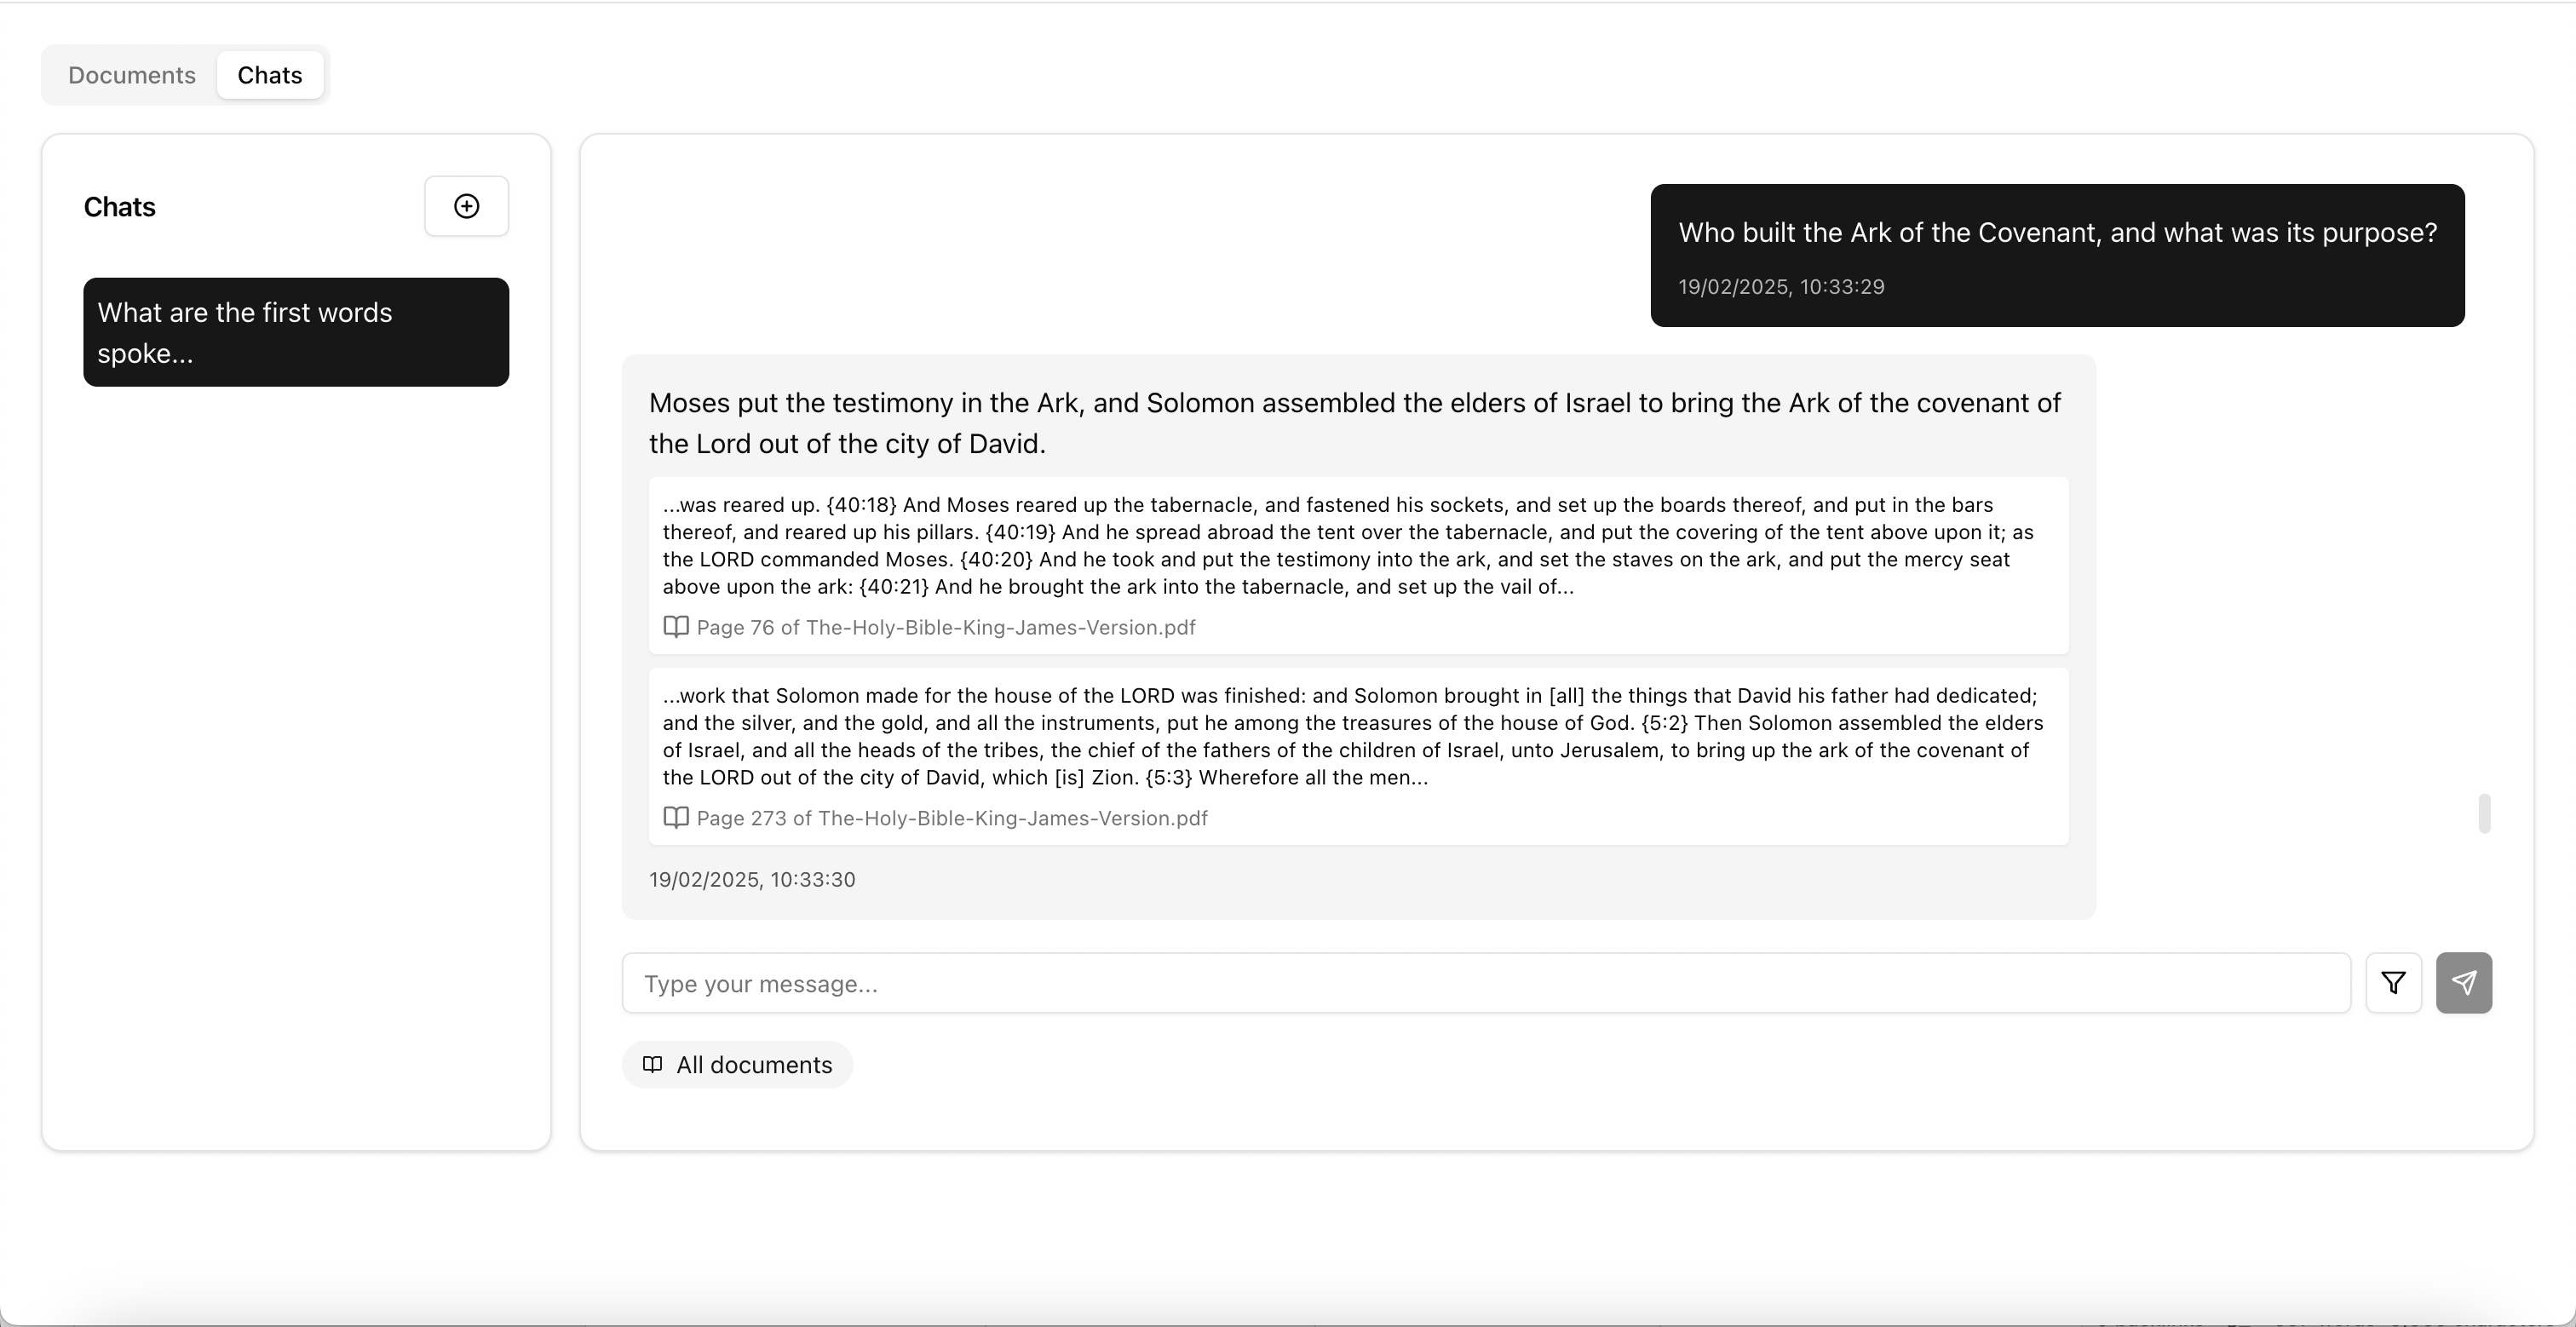 Documents
Chats
Chats
What are the first words
spoke...
Who built the Ark of the Covenant, and what was its purpose?
19/02/2025, 10:33:29
Moses put the testimony in the Ark, and Solomon assembled the elders of Israel to bring the Ark of the covenant of
the Lord out of the city of David.
...was reared up. {40:18} And Moses reared up the tabernacle, and fastened his sockets, and set up the boards thereof, and put in the bars
thereof, and reared up his pillars. {40:19} And he spread abroad the tent over the tabernacle, and put the covering of the tent above upon it; as
the LORD commanded Moses. {40:20} And he took and put the testimony into the ark, and set the staves on the ark, and put the mercy seat
above upon the ark: {40:21} And he brought the ark into the tabernacle, and set up the vail of...
Page 76 of The-Holy-Bible-King-James-Version.pdf
...work that Solomon made for the house of the LORD was finished: and Solomon brought in [all] the things that David his father had dedicated;
and the silver, and the gold, and all the instruments, put he among the treasures of the house of God. {5:2} Then Solomon assembled the elders
of Israel, and all the heads of the tribes, the chief of the fathers of the children of Israel, unto Jerusalem, to bring up the ark of the covenant of
the LORD out of the city of David, which [is] Zion. {5:3} Wherefore all the men...
Page 273 of The-Holy-Bible-King-James-Version.pdf
19/02/2025, 10:33:30
Type your message...
All documents